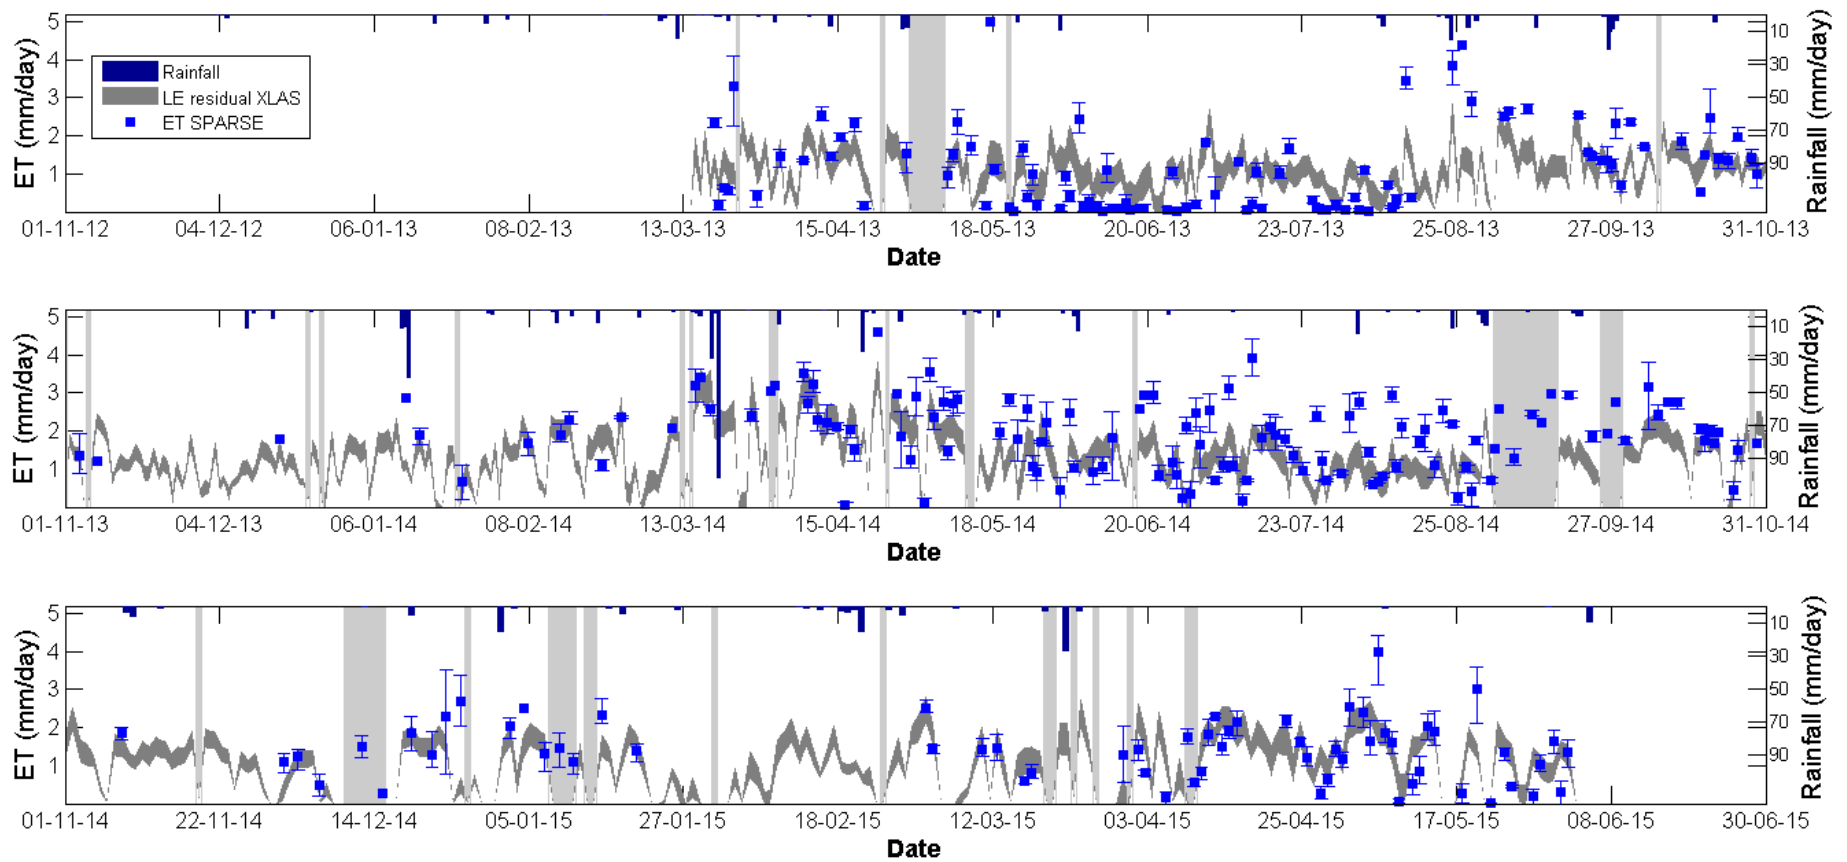 5
4
3
2
1
ET (mm/day)
Rainfall
LE residual XLAS
ET SPARSE
10
30
50
70
90
Rainfall (mm/day)
01-11-12 04-12-12 06-01-13 08-02-13 13-03-13 15-04-13 18-05-13 20-06-13 23-07-13 25-08-13 27-09-13 31-10-13
Date
5
4
3
2
1
ET (mm/day)
10
30
50
70
90
Rainfall (mm/day)
01-11-13 04-12-13 06-01-14 08-02-14 13-03-14 15-04-14 18-05-14 20-06-14 23-07-14 25-08-14 27-09-14 31-10-14
Date
5
4
3
2
1
ET (mm/day)
10
30
50
70
90
Rainfall (mm/day)
01-11-14 22-11-14 14-12-14 05-01-15 27-01-15 18-02-15 12-03-15 03-04-15 25-04-15 17-05-15 08-06-15 30-06-15
Date